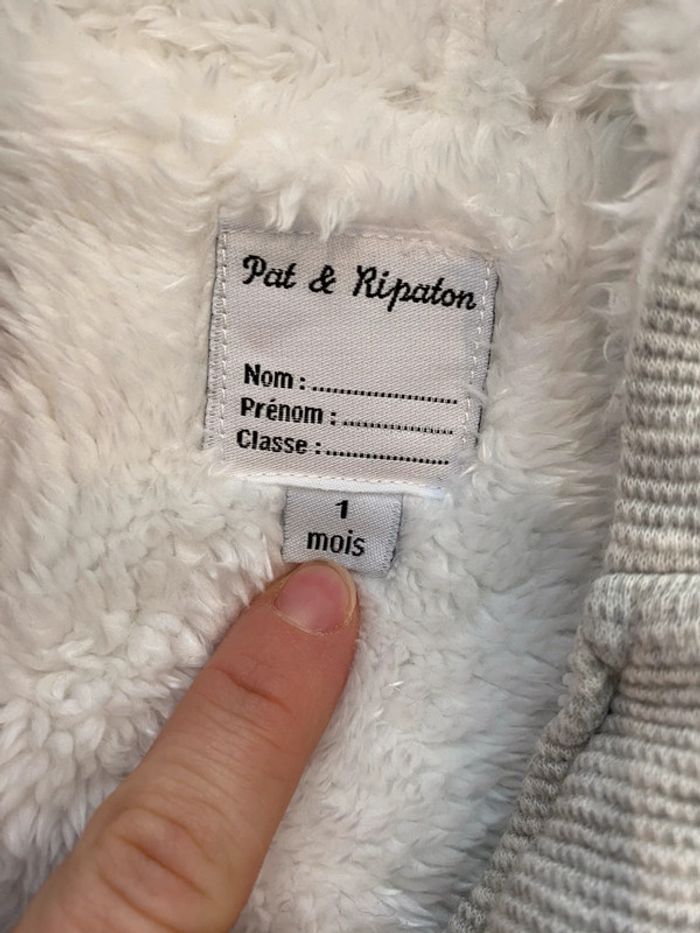 Pat & Ripaton
Nom :........................
Prénom :...................
Classe :.....................
1
mois